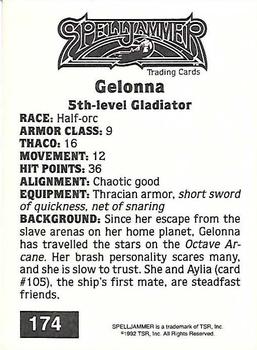 SPELLJAMMER
Trading Cards
Gelonna
5th-level Gladiator
RACE: Half-orc
ARMOR CLASS: 9
THACO: 16
MOVEMENT: 12
HIT POINTS: 36
ALIGNMENT: Chaotic good
EQUIPMENT: Thracian armor, short sword
of quickness, net of snaring
BACKGROUND: Since her escape from the
slave arenas on her home planet, Gelonna
has travelled the stars on the Octave Ar-
cane. Her brash personality scares many,
and she is slow to trust. She and Aylia (card
#105), the ship's first mate, are steadfast
friends.
174
SPELLJAMMER is a trademark of TSR, Inc.
©1992 TSR, Inc. All Rights Reserved.